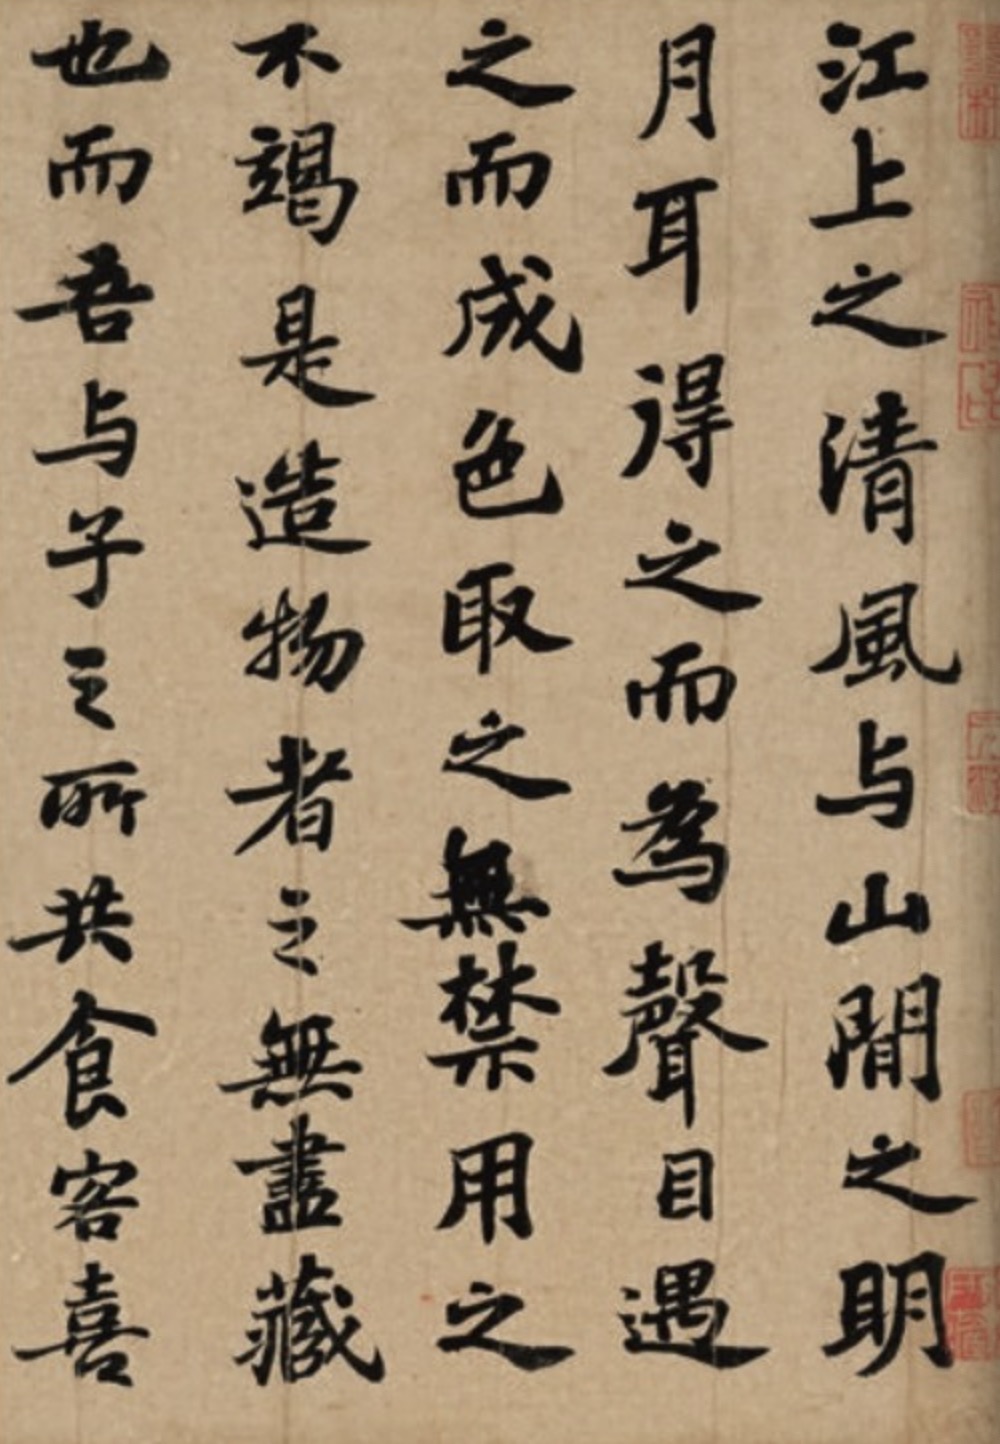 江上之清風与山間之明
月耳得之而為聲目遇
之而成色取之無禁用之
不竭是造物者之無盡藏
也而吾与子之所共食客喜